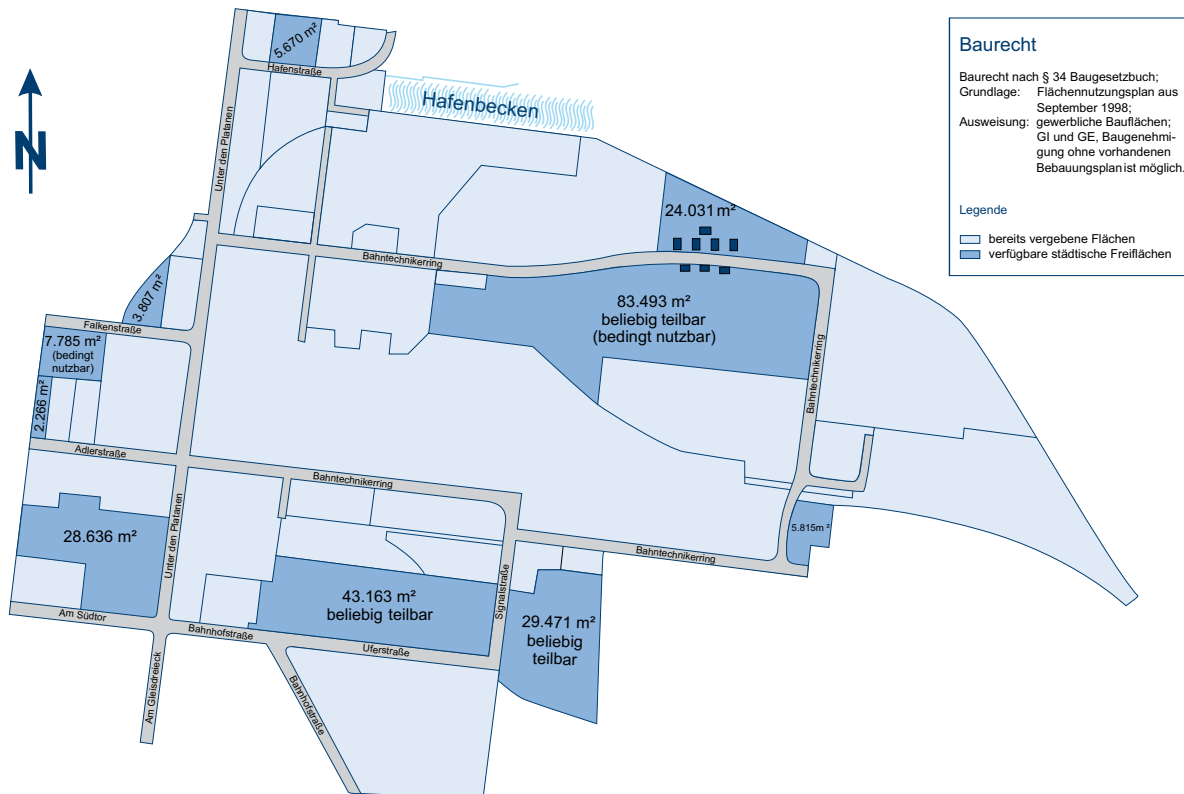 5.670 m²
Hafenstraße
Hafenbecken
N
Unter den Platanen
Baurecht
Baurecht nach § 34 Baugesetzbuch;
Grundlage: Flächennutzungsplan aus
September 1998;
Ausweisung: gewerbliche Bauflächen;
GI und GE, Baugenehmi-
gung ohne vorhandenen
Bebauungsplan ist möglich.
Legende
bereits vergebene Flächen
verfügbare städtische Freiflächen
24.031 m²
Bahntechnikerring
83.493 m²
beliebig teilbar
(bedingt nutzbar)
3.807 m²
Falkenstraße
7.785 m²
(bedingt
nutzbar)
2.266 m²
Bahntechnikerring
Adlerstraße
Bahntechnikerring
28.636 m²
Unter den Platanen
5.815m ²
Bahntechnikerring
43.163 m²
beliebig teilbar
Signalstraße
29.471 m²
beliebig
teilbar
Am Südtor
Bahnhofstraße
Uferstraße
Am Gleisdreieck
Bahnhofstraße